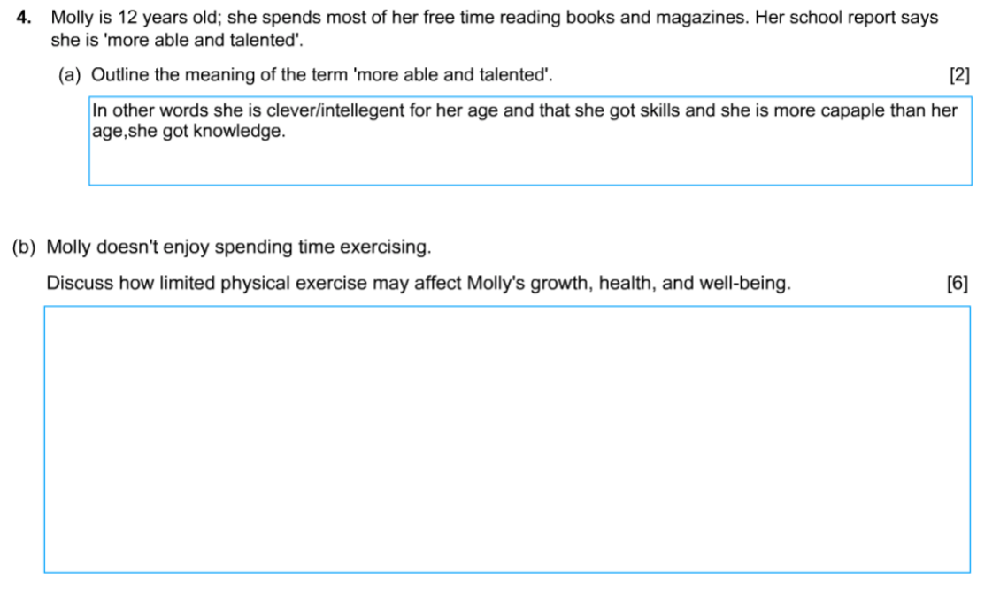 4. Molly is 12 years old; she spends most of her free time reading books and magazines. Her school report says
she is 'more able and talented'.
(a) Outline the meaning of the term 'more able and talented'. [2]
In other words she is clever/intellegent for her age and that she got skills and she is more capaple than her
age,she got knowledge.
(b) Molly doesn't enjoy spending time exercising.
Discuss how limited physical exercise may affect Molly's growth, health, and well-being. [6]